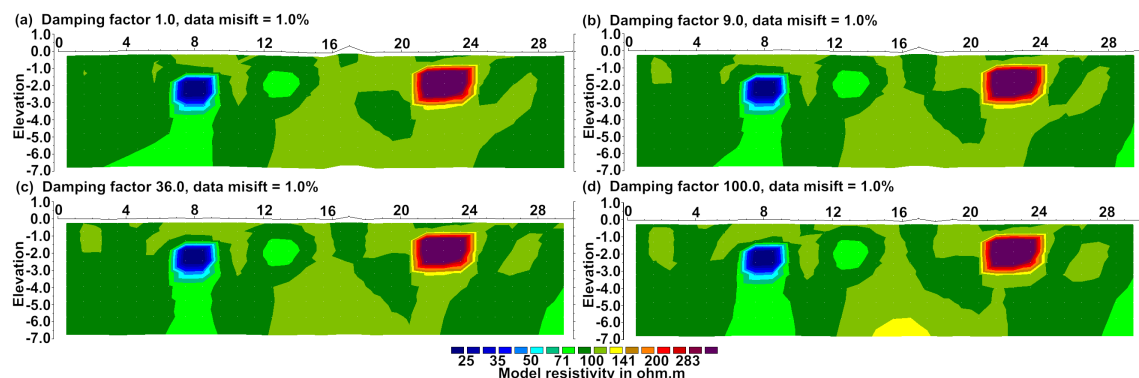 (a) Damping factor 1.0, data misift = 1.0%
(b) Damping factor 9.0, data misift = 1.0%
1.0
0.0
-1.0
-2.0
-3.0
-4.0
-5.0
-6.0
-7.0
Elevation
0 4 8 12 16 20 24 28
1.0
0.0
-1.0
-2.0
-3.0
-4.0
-5.0
-6.0
-7.0
Elevation
0 4 8 12 16 20 24 28
(c) Damping factor 36.0, data misift = 1.0%
(d) Damping factor 100.0, data misift = 1.0%
1.0
0.0
-1.0
-2.0
-3.0
-4.0
-5.0
-6.0
-7.0
Elevation
0 4 8 12 16 20 24 28
1.0
0.0
-1.0
-2.0
-3.0
-4.0
-5.0
-6.0
-7.0
Elevation
0 4 8 12 16 20 24 28
25 35 50 71 100 141 200 283
Model resistivity in ohm.m